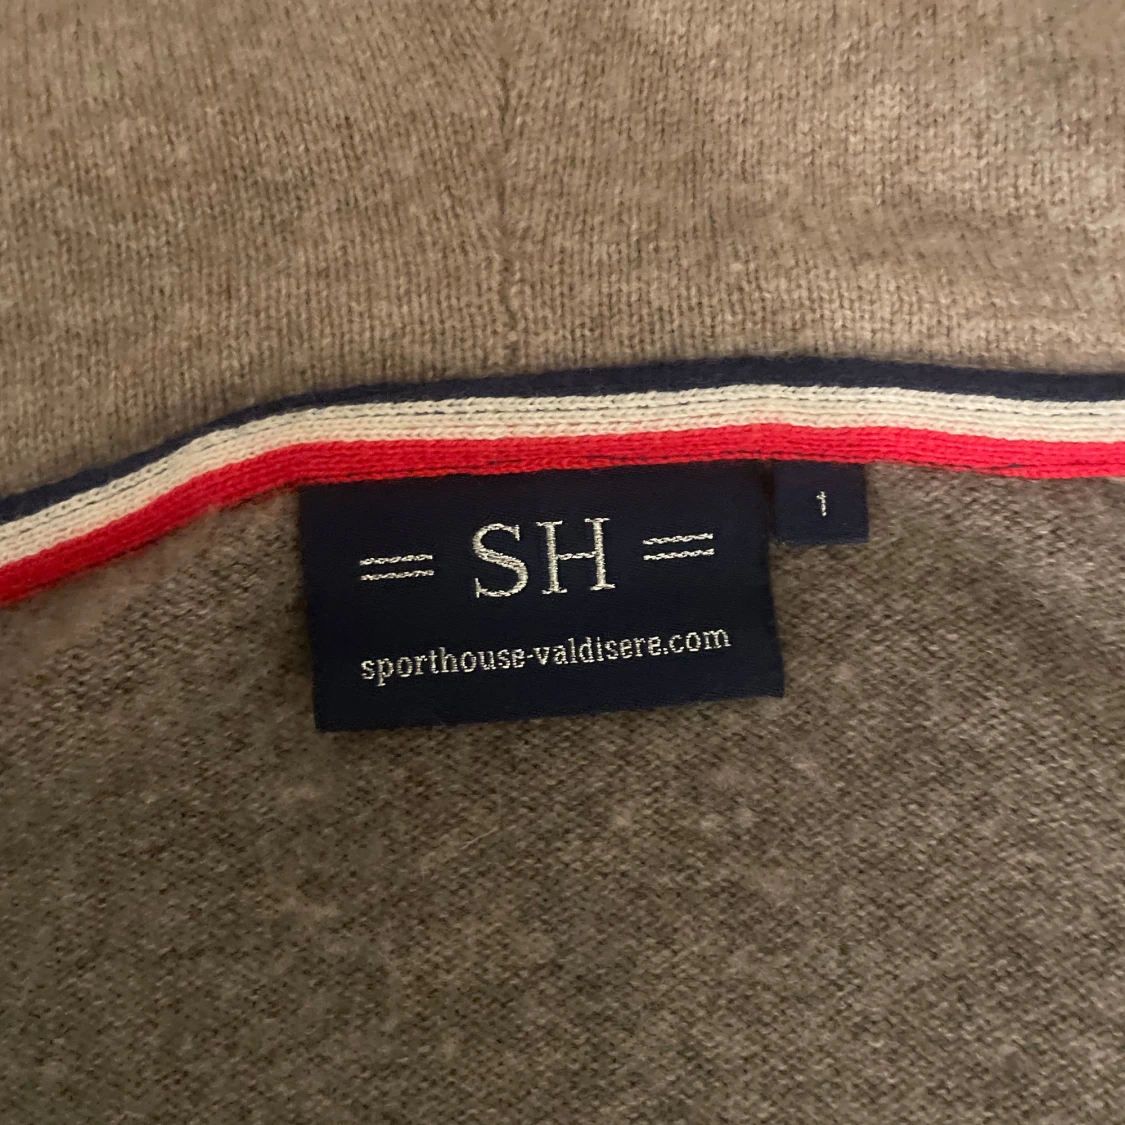 = SH =
sporthouse-valdisere.com
1